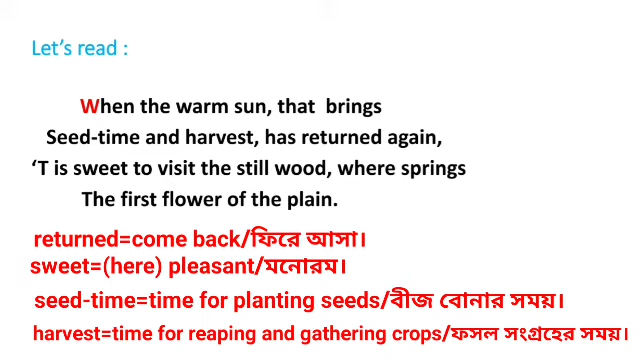 Let's read :
When the warm sun, that brings
Seed-time and harvest, has returned again,
‘T is sweet to visit the still wood, where springs
The first flower of the plain.
returned=come back/ফিরে আসা।
sweet=(here) pleasant/মনোরম।
seed-time=time for planting seeds/বীজ বোনার সময়।
harvest=time for reaping and gathering crops/ফসল সংগ্রহের সময়।